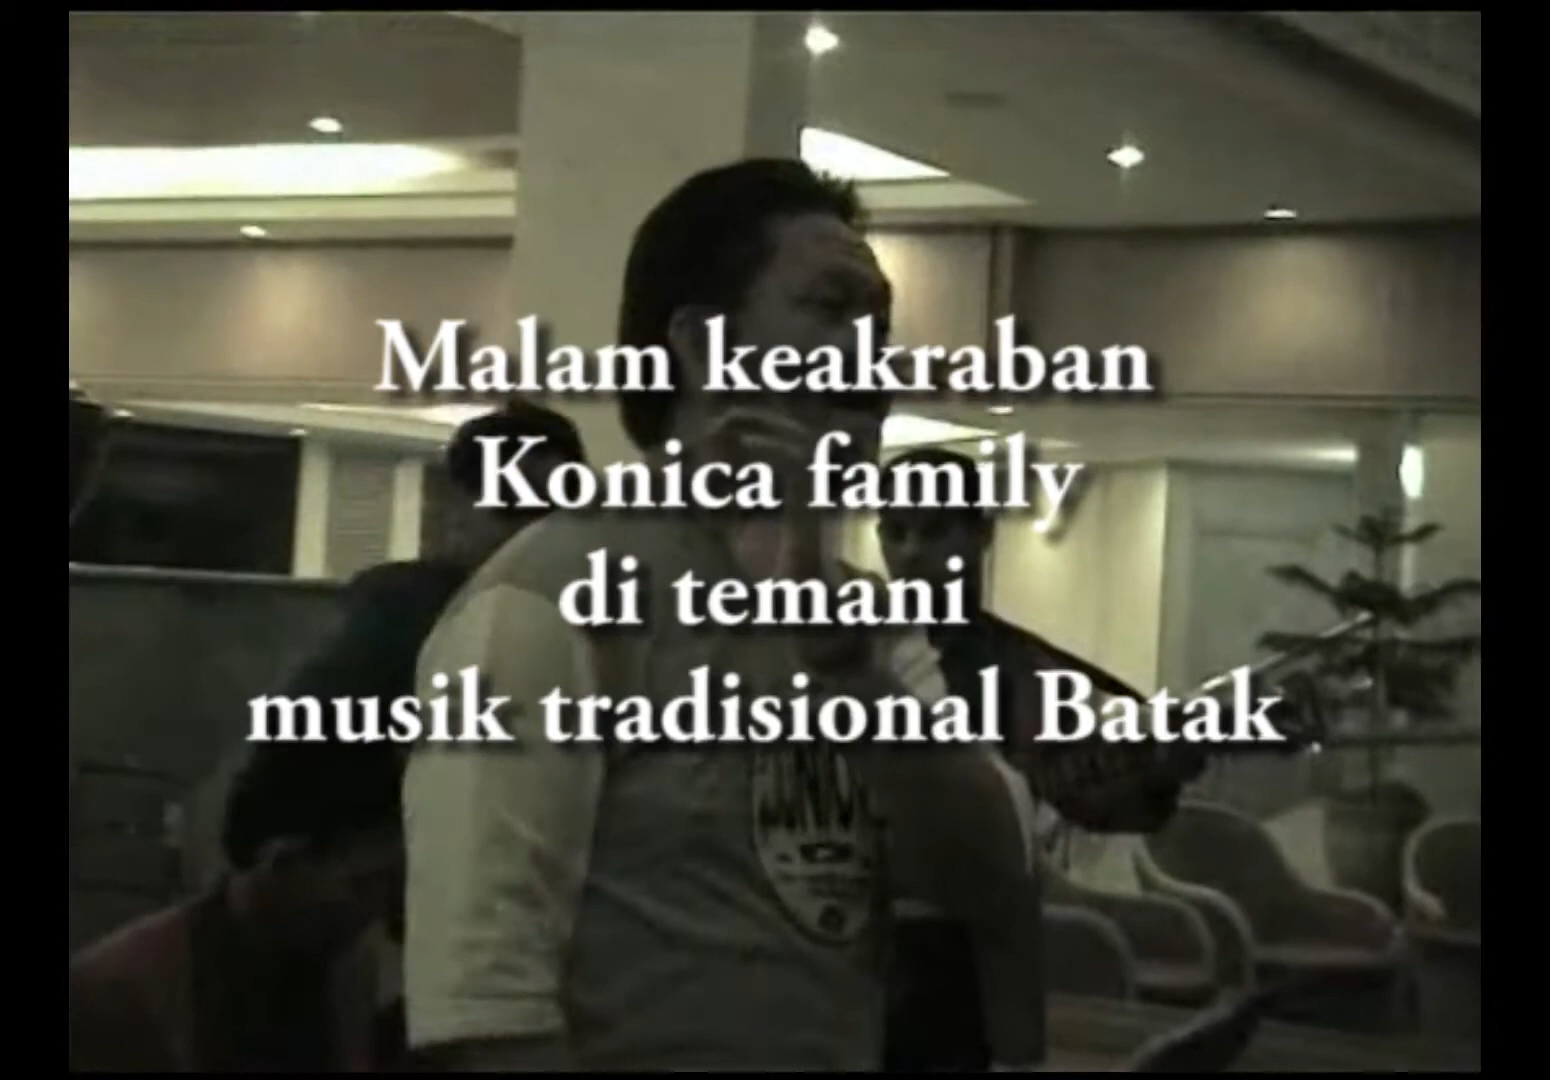 Malam keakraban
Konica family
di temani
musik tradisional Batak